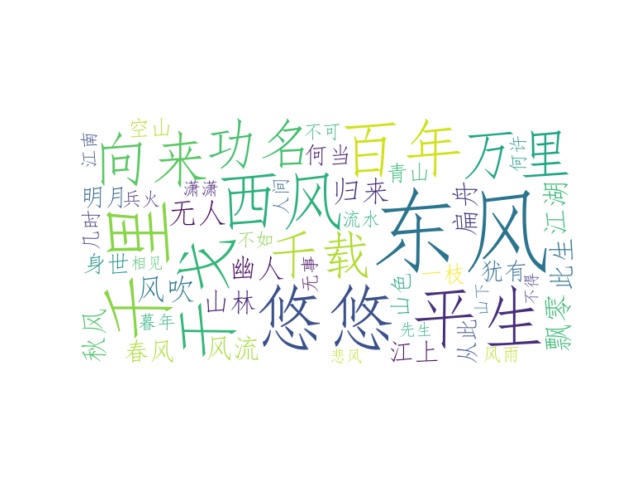 江南
空山
向来
功名
不可
何当
百年
万里
何许
明月
兵火
潇潇
无人
西风
人间
归来
青山
扁舟
东风
江湖
几时
千里
干戈
不如
流水
千载
身世
相见
风吹
幽人
无事
山林
山色
一枝
犹有
此生
秋风
暮年
悠悠
平生
山下
不得
飘零
春风
风流
悲风
先生
江上
从此
风雨